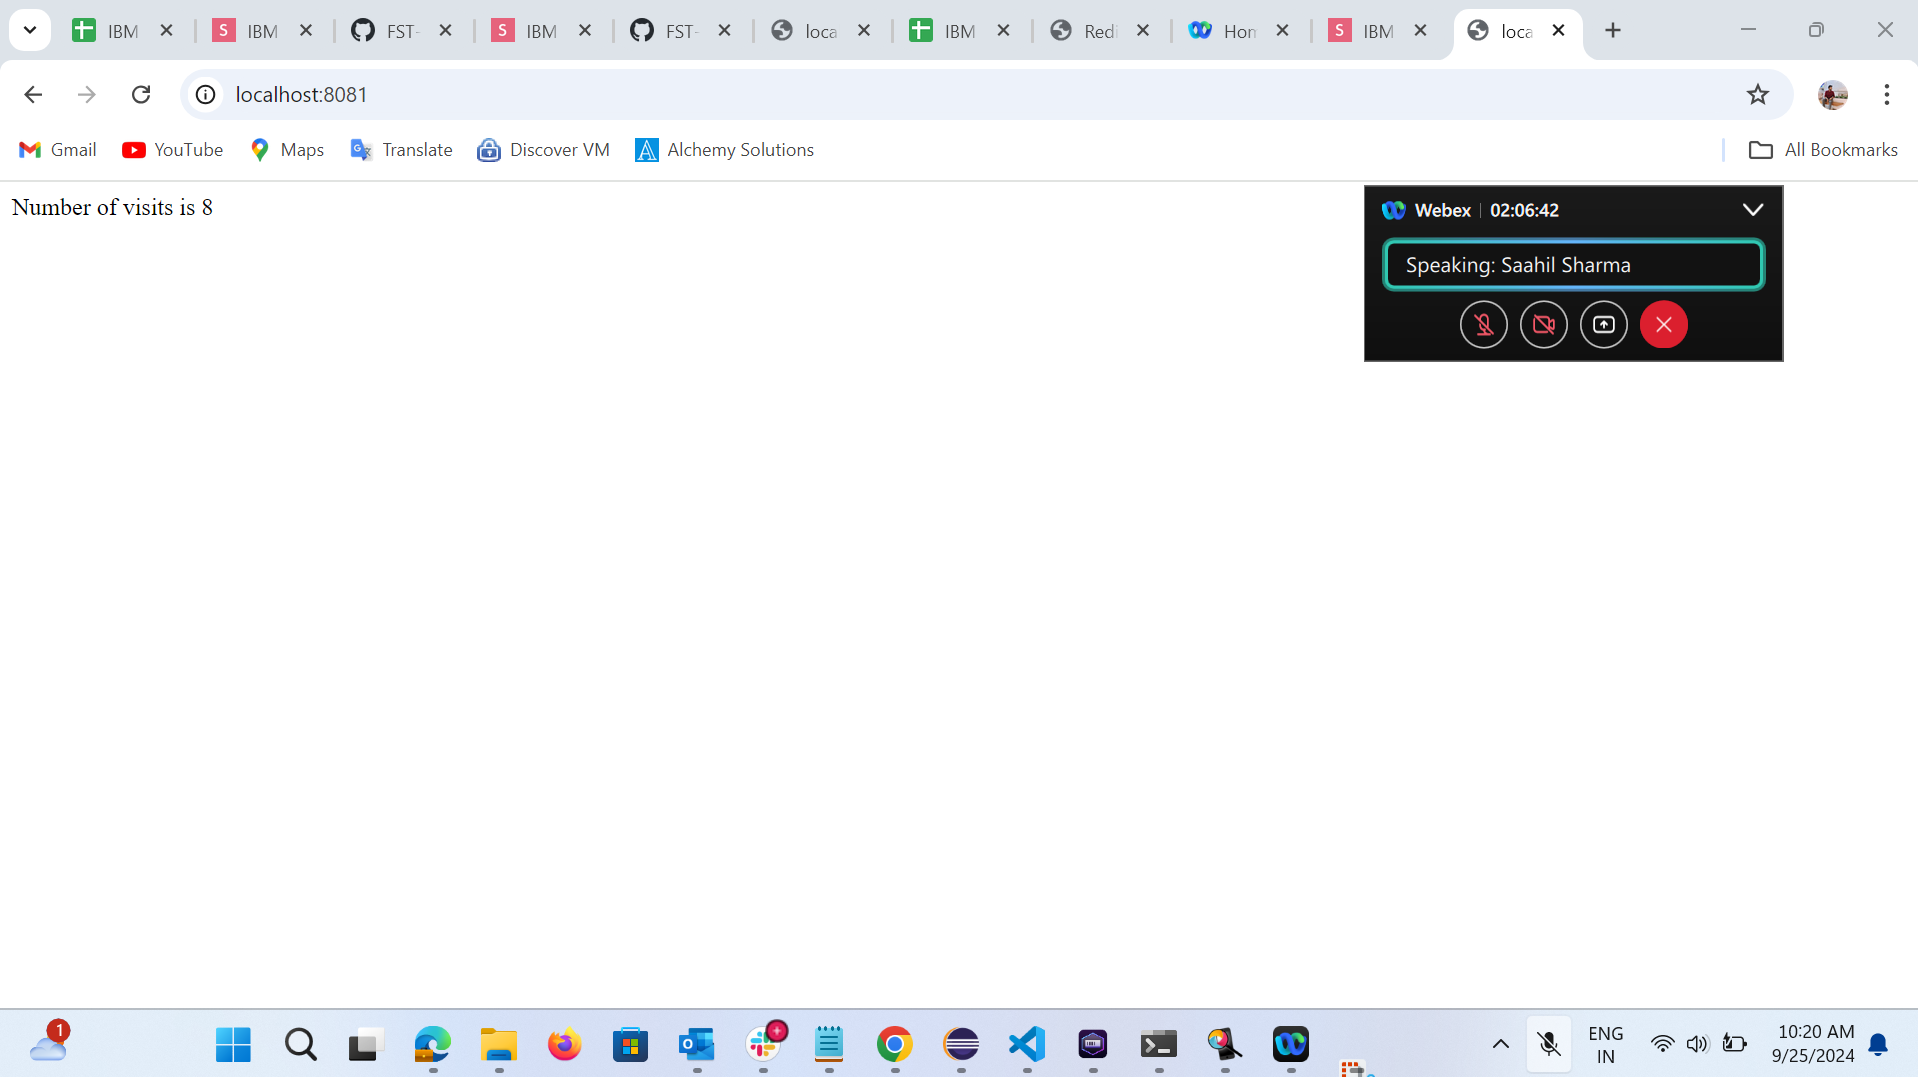 IBM
S IBM
FST-
S IBM
FST-
loca
IBM
Redi
Hom
S IBM
loca
localhost:8081
Gmail
YouTube
Maps
Translate
Discover VM
Alchemy Solutions
All Bookmarks
Number of visits is 8
Webex | 02:06:42
Speaking: Saahil Sharma
1
ENG
IN
10:20 AM
9/25/2024